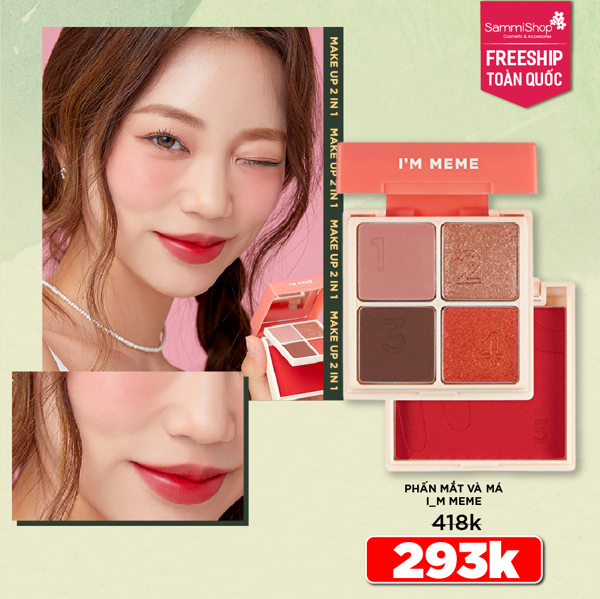 SammiShop
Cosmetic & Accessories
FREESHIP
TOÀN QUỐC
MAKE UP 2 IN 1
MAKE UP 2 IN 1
MAKE UP 2 IN 1
MAKE UP 2 IN 1
I'M MEME
1
2
3
4
5
I'M MEME
PHẤN MẮT VÀ MÁ
I_M MEME
418k
293k